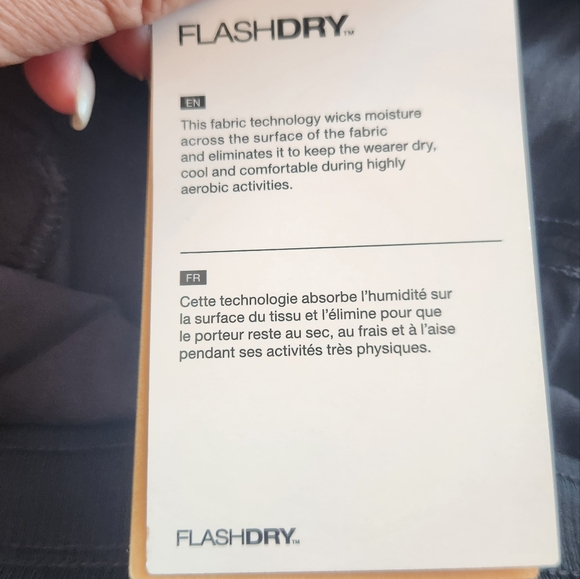 FLASHDRY™
EN
This fabric technology wicks moisture
across the surface of the fabric
and eliminates it to keep the wearer dry,
cool and comfortable during highly
aerobic activities.
FR
Cette technologie absorbe l'humidité sur
la surface du tissu et l'élimine pour que
le porteur reste au sec, au frais et à l'aise
pendant ses activités très physiques.
FLASHDRY™